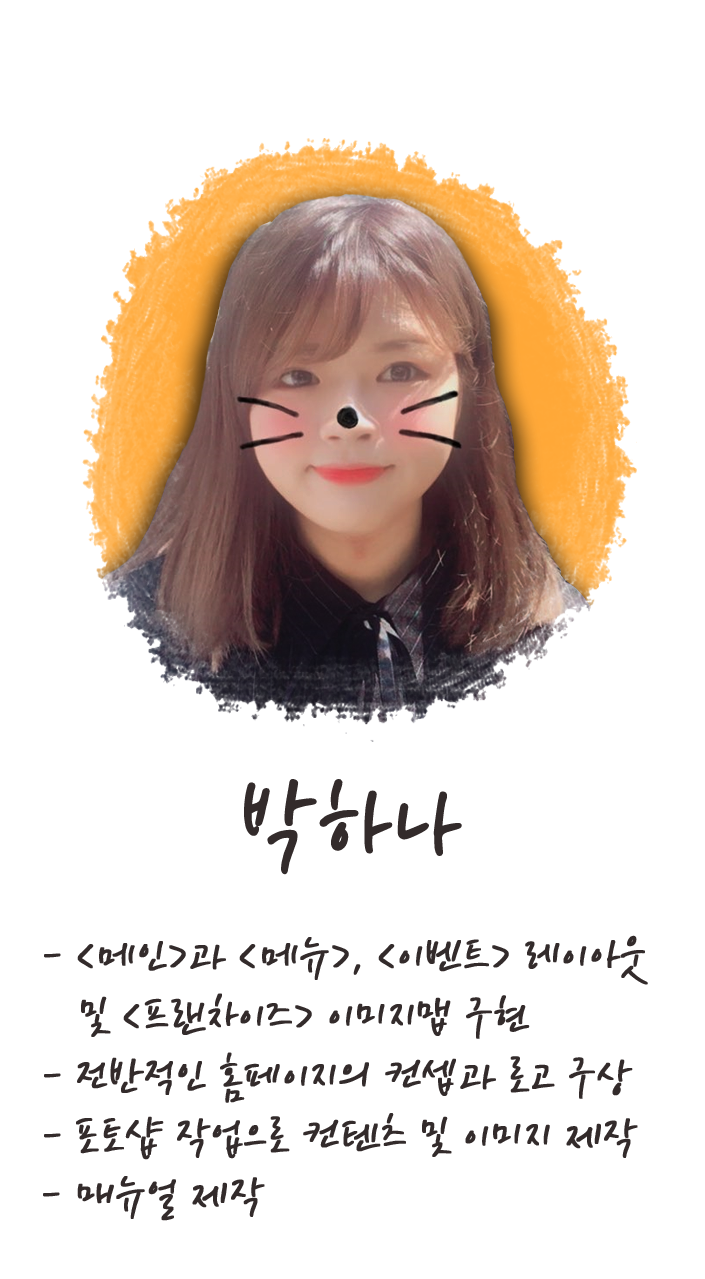 박하나
- <메인>과 <메뉴>, <이벤트> 레이아웃
및 <프랜차이즈> 이미지맵 구현
- 전반적인 홈페이지의 컨셉과 로고 구상
- 포토샵 작업으로 컨텐츠 및 이미지 제작
- 매뉴얼 제작